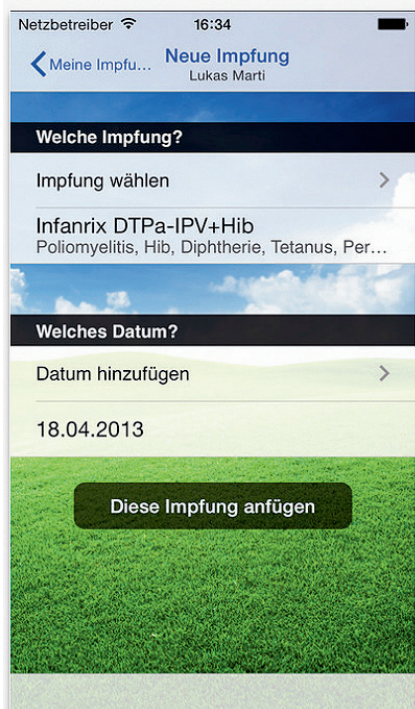 Netzbetreiber 16:34
Meine Impfu... Neue Impfung
Lukas Marti
Welche Impfung?
Impfung wählen
Infanrix DTPa-IPV+Hib
Poliomyelitis, Hib, Diphtherie, Tetanus, Per...
Welches Datum?
Datum hinzufügen
18.04.2013
Diese Impfung anfügen